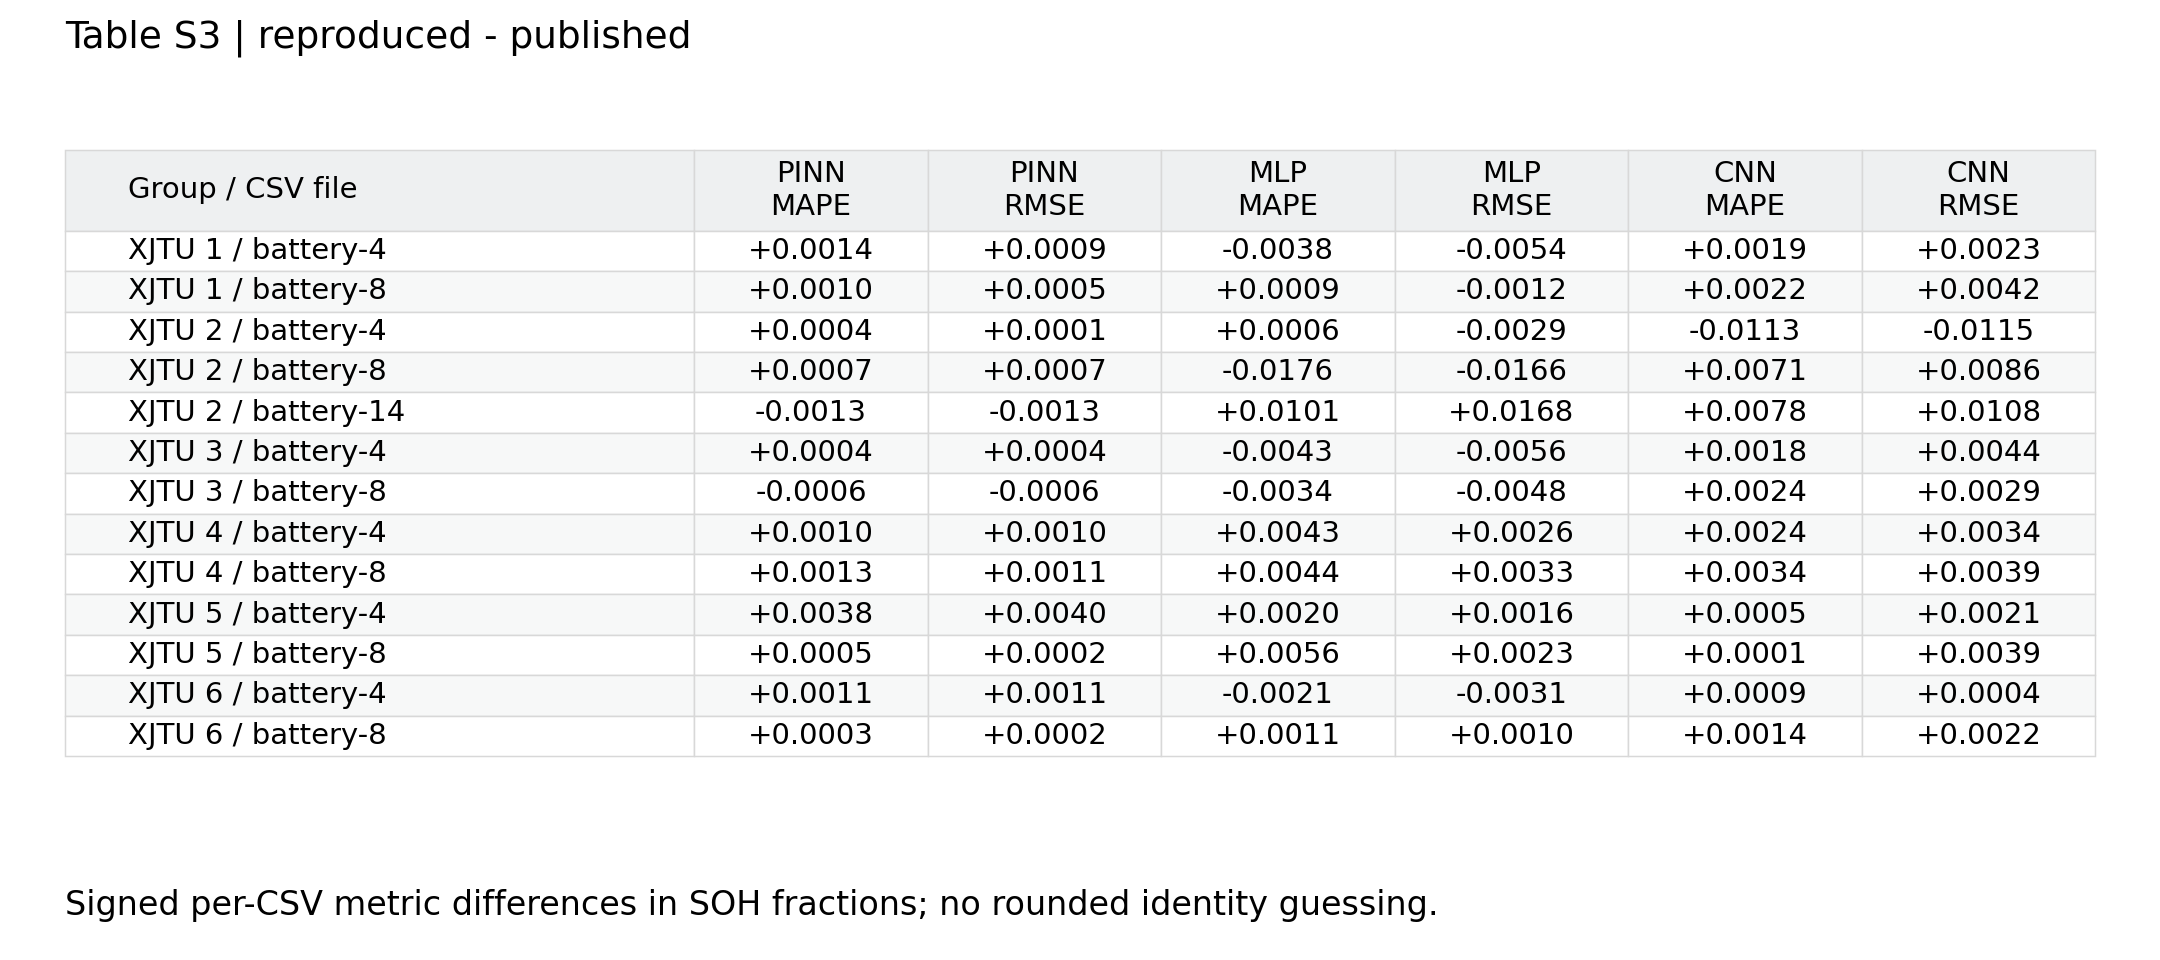 Table S3 | reproduced - published
Group / CSV file PINN MAPE PINN RMSE MLP MAPE MLP RMSE CNN MAPE CNN RMSE
XJTU 1 / battery-4 +0.0014 +0.0009 -0.0038 -0.0054 +0.0019 +0.0023
XJTU 1 / battery-8 +0.0010 +0.0005 +0.0009 -0.0012 +0.0022 +0.0042
XJTU 2 / battery-4 +0.0004 +0.0001 +0.0006 -0.0029 -0.0113 -0.0115
XJTU 2 / battery-8 +0.0007 +0.0007 -0.0176 -0.0166 +0.0071 +0.0086
XJTU 2 / battery-14 -0.0013 -0.0013 +0.0101 +0.0168 +0.0078 +0.0108
XJTU 3 / battery-4 +0.0004 +0.0004 -0.0043 -0.0056 +0.0018 +0.0044
XJTU 3 / battery-8 -0.0006 -0.0006 -0.0034 -0.0048 +0.0024 +0.0029
XJTU 4 / battery-4 +0.0010 +0.0010 +0.0043 +0.0026 +0.0024 +0.0034
XJTU 4 / battery-8 +0.0013 +0.0011 +0.0044 +0.0033 +0.0034 +0.0039
XJTU 5 / battery-4 +0.0038 +0.0040 +0.0020 +0.0016 +0.0005 +0.0021
XJTU 5 / battery-8 +0.0005 +0.0002 +0.0056 +0.0023 +0.0001 +0.0039
XJTU 6 / battery-4 +0.0011 +0.0011 -0.0021 -0.0031 +0.0009 +0.0004
XJTU 6 / battery-8 +0.0003 +0.0002 +0.0011 +0.0010 +0.0014 +0.0022
Signed per-CSV metric differences in SOH fractions; no rounded identity guessing.